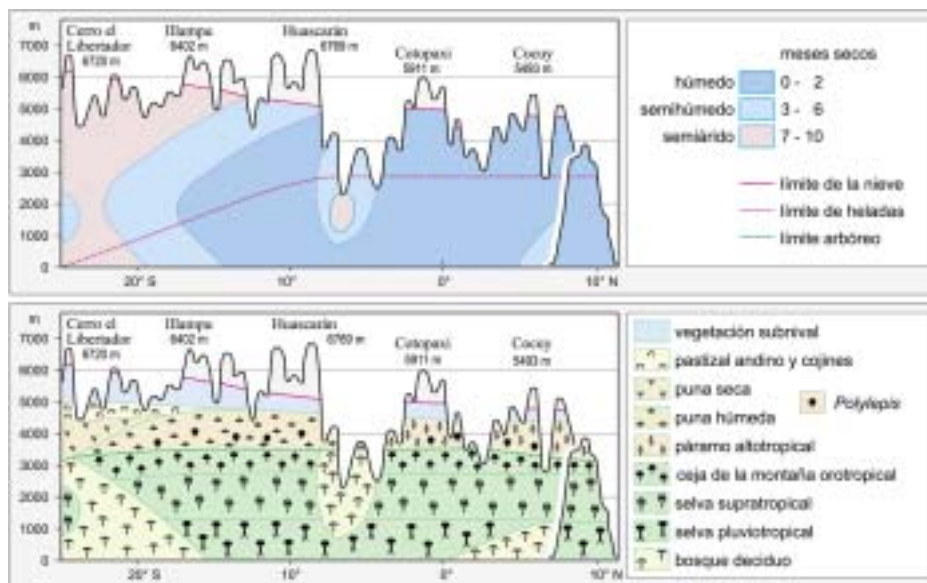 m
Cerro el
Libertador
6720 m
Illampu
6402 m
Huascarán
6769 m
Cotopaxi
5911 m
Cocuy
5493 m
7000
6000
5000
4000
3000
2000
1000
0
20° S
10°
0°
10° N
meses secos
húmedo 0 - 2
semihúmedo 3 - 6
semiárido 7 - 10
límite de la nieve
límite de heladas
límite arbóreo
m
Cerro el
Libertador
6720 m
Illampu
6402 m
Huascarán
6769 m
Cotopaxi
5911 m
Cocuy
5493 m
7000
6000
5000
4000
3000
2000
1000
0
20° S
10°
0°
10° N
vegetación subnival
pastizal andino y cojines
puna seca
puna húmeda
Polylepis
páramo altotropical
ceja de la montaña orotropical
selva supratropical
selva pluviotropical
bosque deciduo